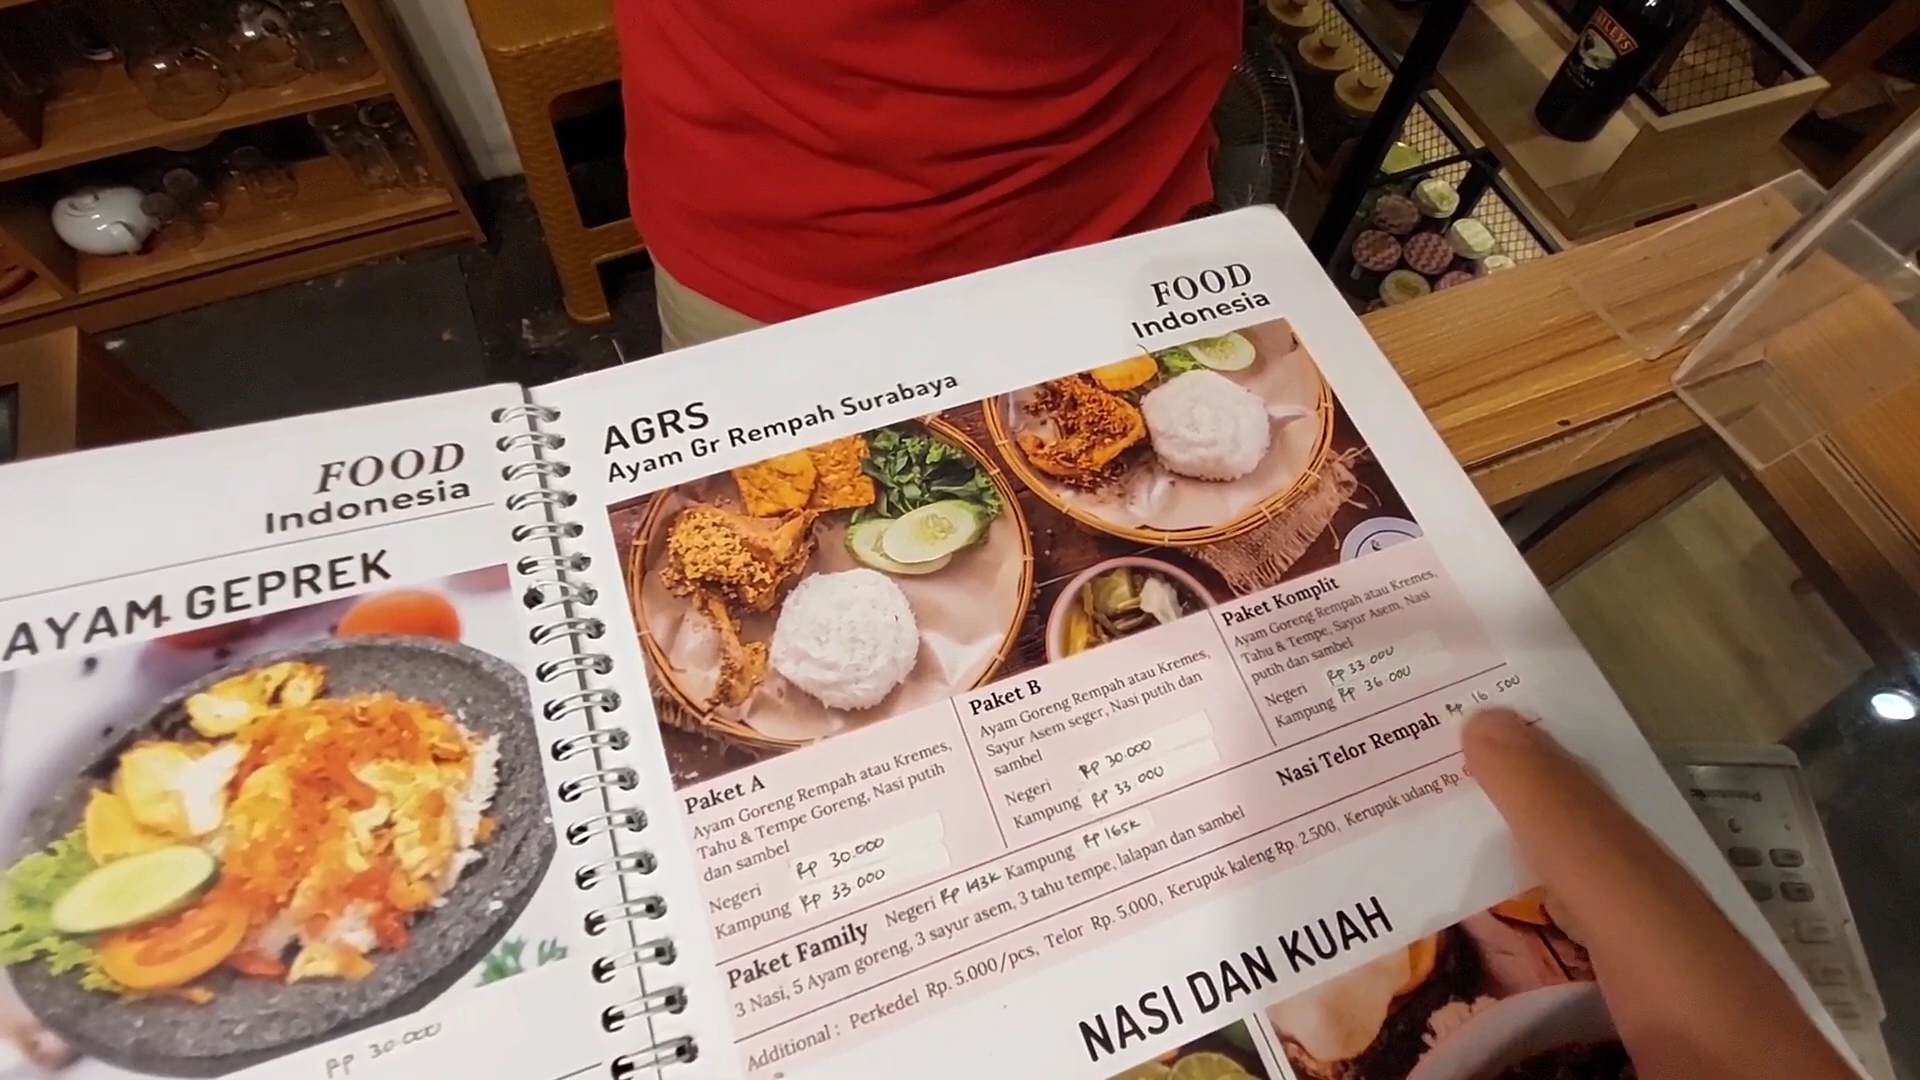 FOOD
Indonesia
AYAM GEPREK
Rp 30.000
FOOD
Indonesia
AGRS
Ayam Gr Rempah Surabaya
Paket A
Ayam Goreng Rempah atau Kremes,
Tahu & Tempe Goreng, Nasi putih
dan sambel
Negeri Rp 30.000
Kampung Rp 33.000
Paket B
Ayam Goreng Rempah atau Kremes,
Sayur Asem seger, Nasi putih dan
sambel
Negeri Rp 30.000
Kampung Rp 33.000
Paket Komplit
Ayam Goreng Rempah atau Kremes,
Tahu & Tempe, Sayur Asem, Nasi
putih dan sambel
Negeri Rp 33.000
Kampung Rp 36.000
Paket Family Negeri Rp 143K Kampung Rp 165K
3 Nasi, 5 Ayam goreng, 3 sayur asem, 3 tahu tempe, lalapan dan sambel
Nasi Telor Rempah Rp 16 500
Additional : Perkedel Rp. 5.000/pcs, Telor Rp. 5.000, Kerupuk kaleng Rp. 2.500, Kerupuk udang Rp.
NASI DAN KUAH
BAILEYS
Panasonic